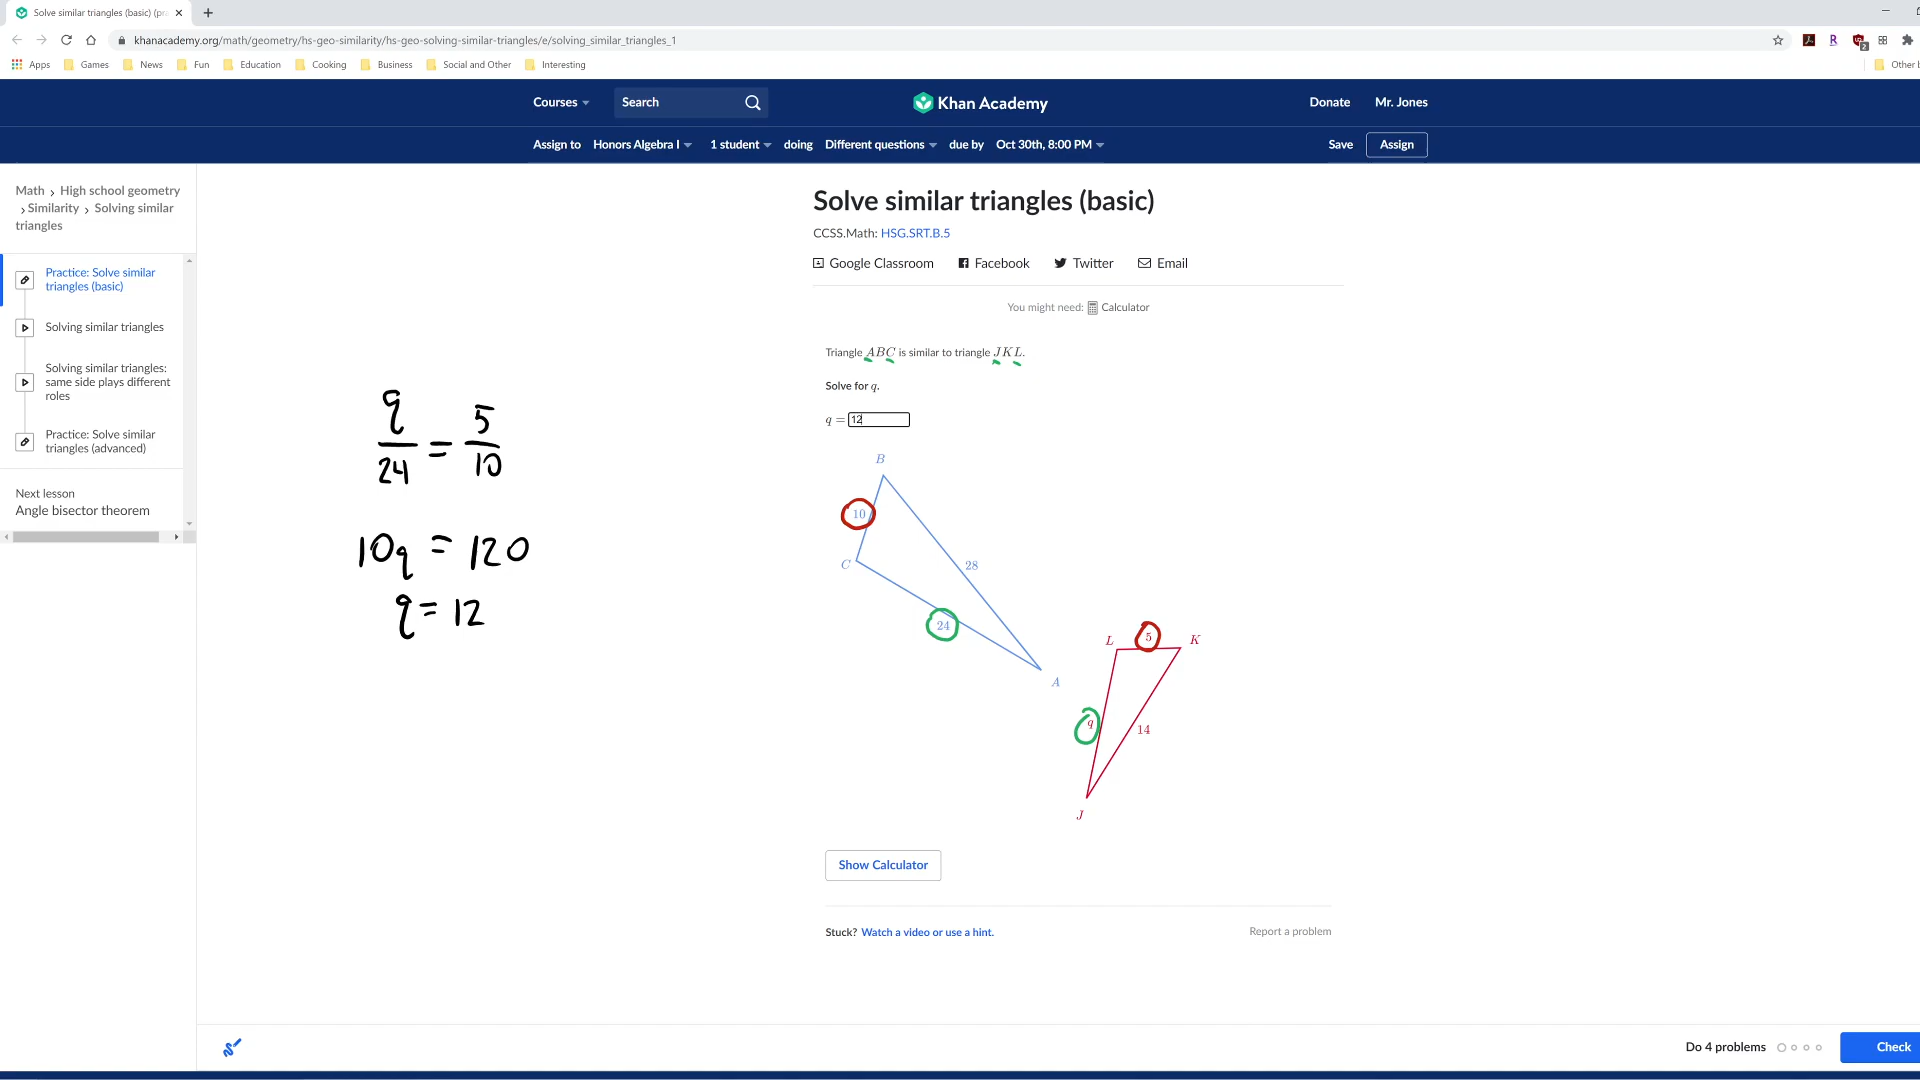 Solve similar triangles (basic) (pra
khanacademy.org/math/geometry/hs-geo-similarity/hs-geo-solving-similar-triangles/e/solving_similar_triangles_1
R
2
Apps Games News Fun Education Cooking Business Social and Other Interesting
Other b
Courses Search Khan Academy Donate Mr. Jones
Assign to Honors Algebra I 1 student doing Different questions due by Oct 30th, 8:00 PM Save Assign
Math › High school geometry
› Similarity › Solving similar
triangles
Practice: Solve similar
triangles (basic)
Solving similar triangles
Solving similar triangles:
same side plays different
roles
Practice: Solve similar
triangles (advanced)
Next lesson
Angle bisector theorem
q/24 = 5/10
10q = 120
q = 12
Solve similar triangles (basic)
CCSS.Math: HSG.SRT.B.5
Google Classroom Facebook Twitter Email
You might need: Calculator
Triangle ABC is similar to triangle JKL.
Solve for q.
q = 12
B
10
C
28
24
A
L
5
K
q
14
J
Show Calculator
Stuck? Watch a video or use a hint.
Report a problem
Do 4 problems
Check